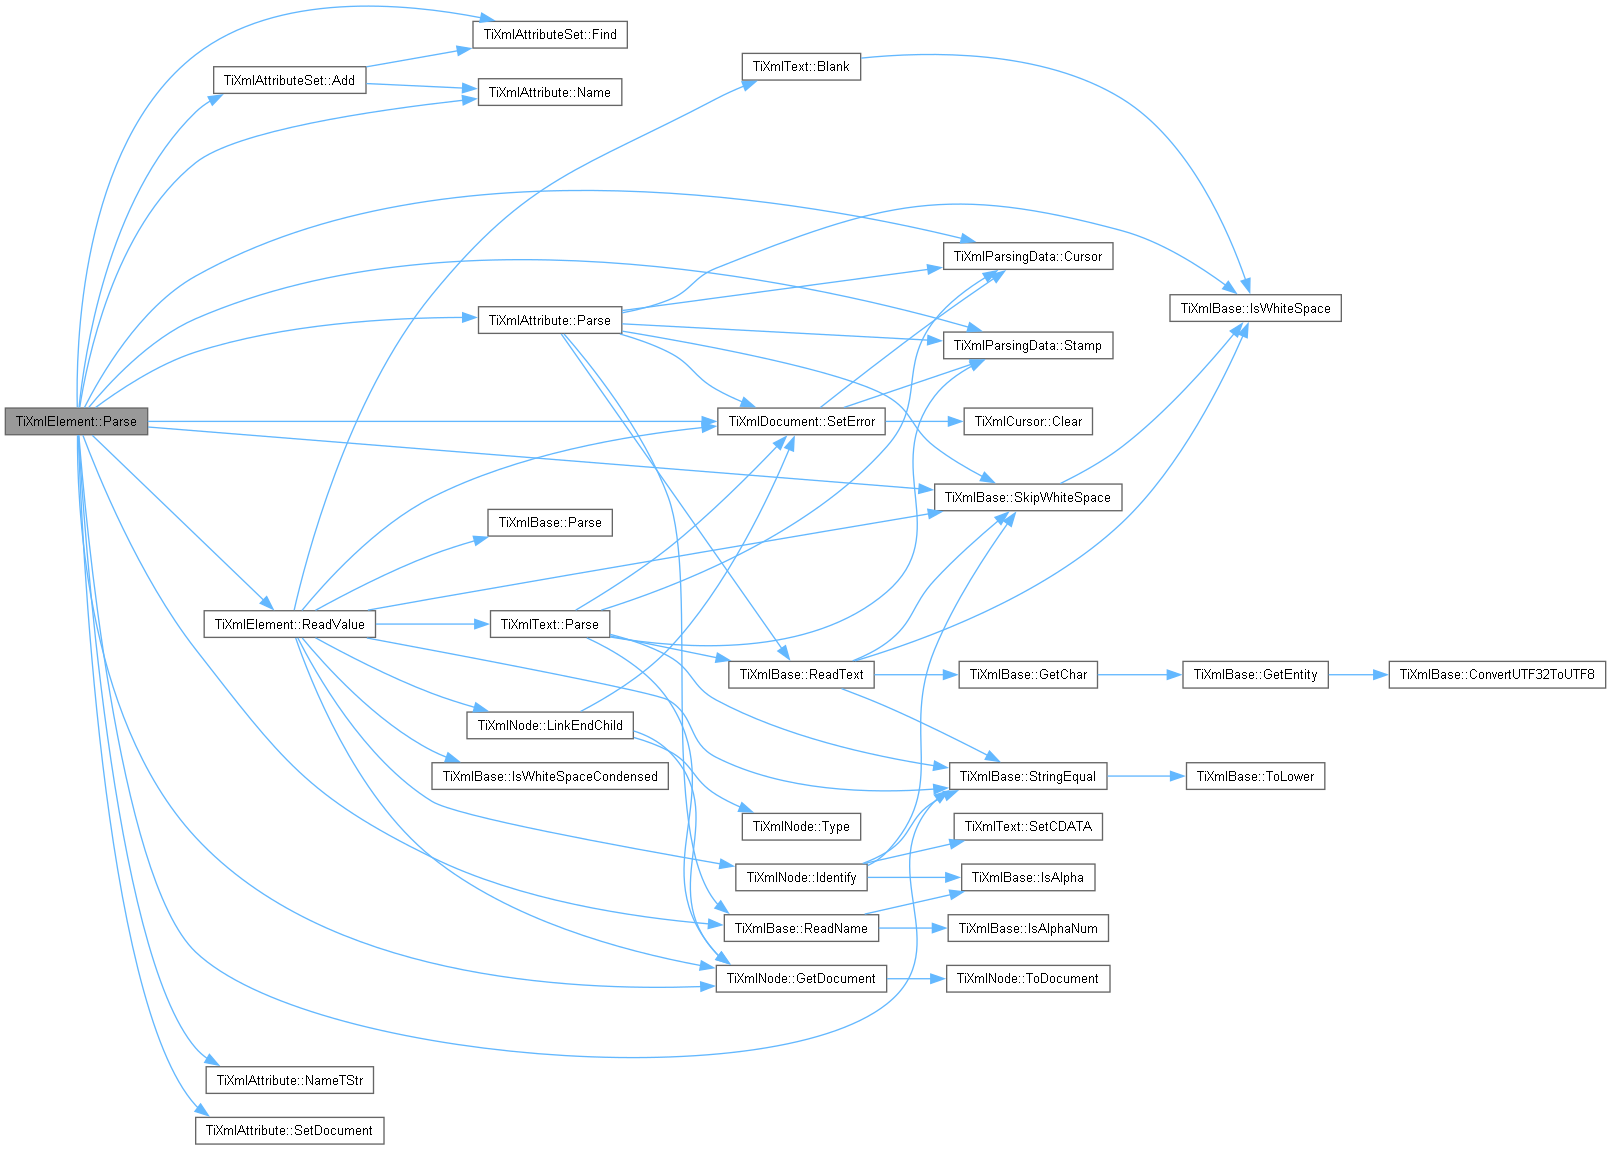 TiXmlAttributeSet::Find
TiXmlText::Blank
TiXmlAttributeSet::Add
TiXmlAttribute::Name
TiXmlParsingData::Cursor
TiXmlBase::IsWhiteSpace
TiXmlAttribute::Parse
TiXmlParsingData::Stamp
TiXmlElement::Parse
TiXmlDocument::SetError
TiXmlCursor::Clear
TiXmlBase::SkipWhiteSpace
TiXmlBase::Parse
TiXmlElement::ReadValue
TiXmlText::Parse
TiXmlBase::ReadText
TiXmlBase::GetChar
TiXmlBase::GetEntity
TiXmlBase::ConvertUTF32ToUTF8
TiXmlNode::LinkEndChild
TiXmlBase::IsWhiteSpaceCondensed
TiXmlBase::StringEqual
TiXmlBase::ToLower
TiXmlNode::Type
TiXmlText::SetCDATA
TiXmlNode::Identify
TiXmlBase::IsAlpha
TiXmlBase::ReadName
TiXmlBase::IsAlphaNum
TiXmlNode::GetDocument
TiXmlNode::ToDocument
TiXmlAttribute::NameTStr
TiXmlAttribute::SetDocument